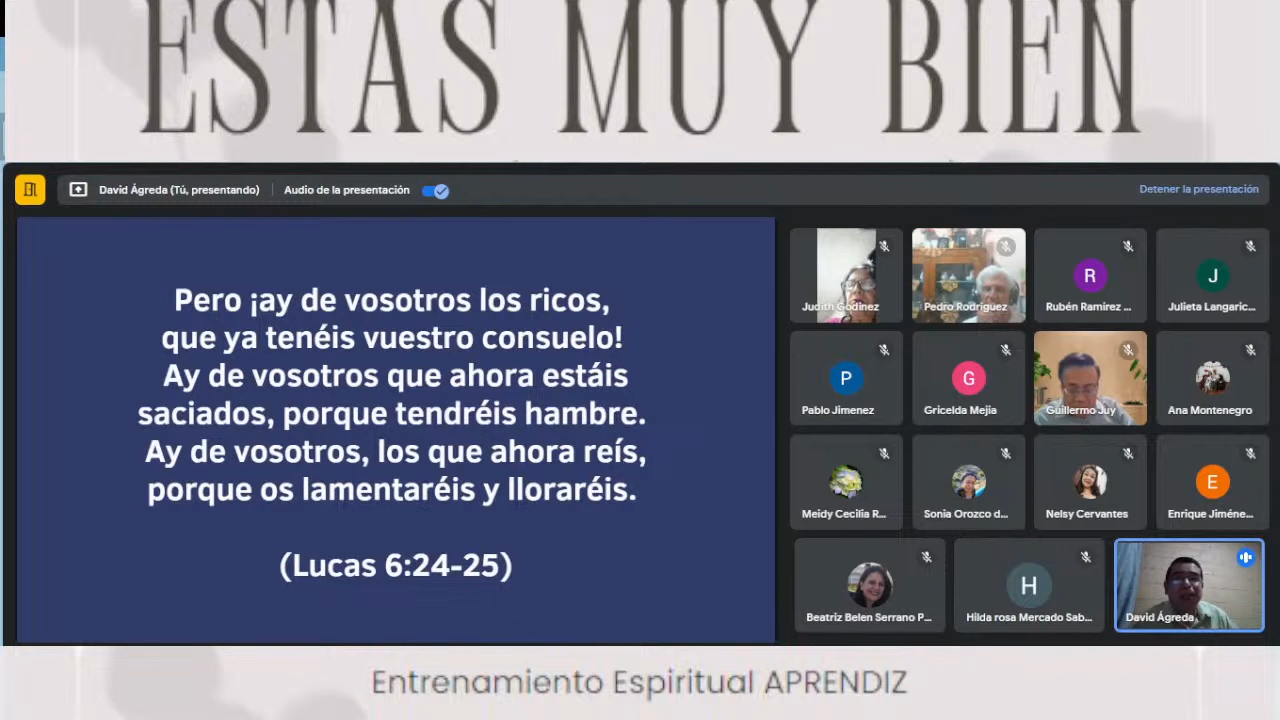 ESTAS MUY BIEN
David Ágreda (Tú, presentando)
Audio de la presentación
Detener la presentación
Pero ¡ay de vosotros los ricos,
que ya tenéis vuestro consuelo!
Ay de vosotros que ahora estáis
saciados, porque tendréis hambre.
Ay de vosotros, los que ahora reís,
porque os lamentaréis y lloraréis.
(Lucas 6:24-25)
Judith Godinez
Pedro Rodríguez
R
Rubén Ramirez ...
J
Julieta Langaric...
P
Pablo Jimenez
G
Gricelda Mejia
Guillermo Juy
Ana Montenegro
Meidy Cecilia R...
Sonia Orozco d...
Nelsy Cervantes
E
Enrique Jiméne...
Beatriz Belen Serrano P...
H
Hilda rosa Mercado Sab...
David Ágreda
Entrenamiento Espiritual APRENDIZ